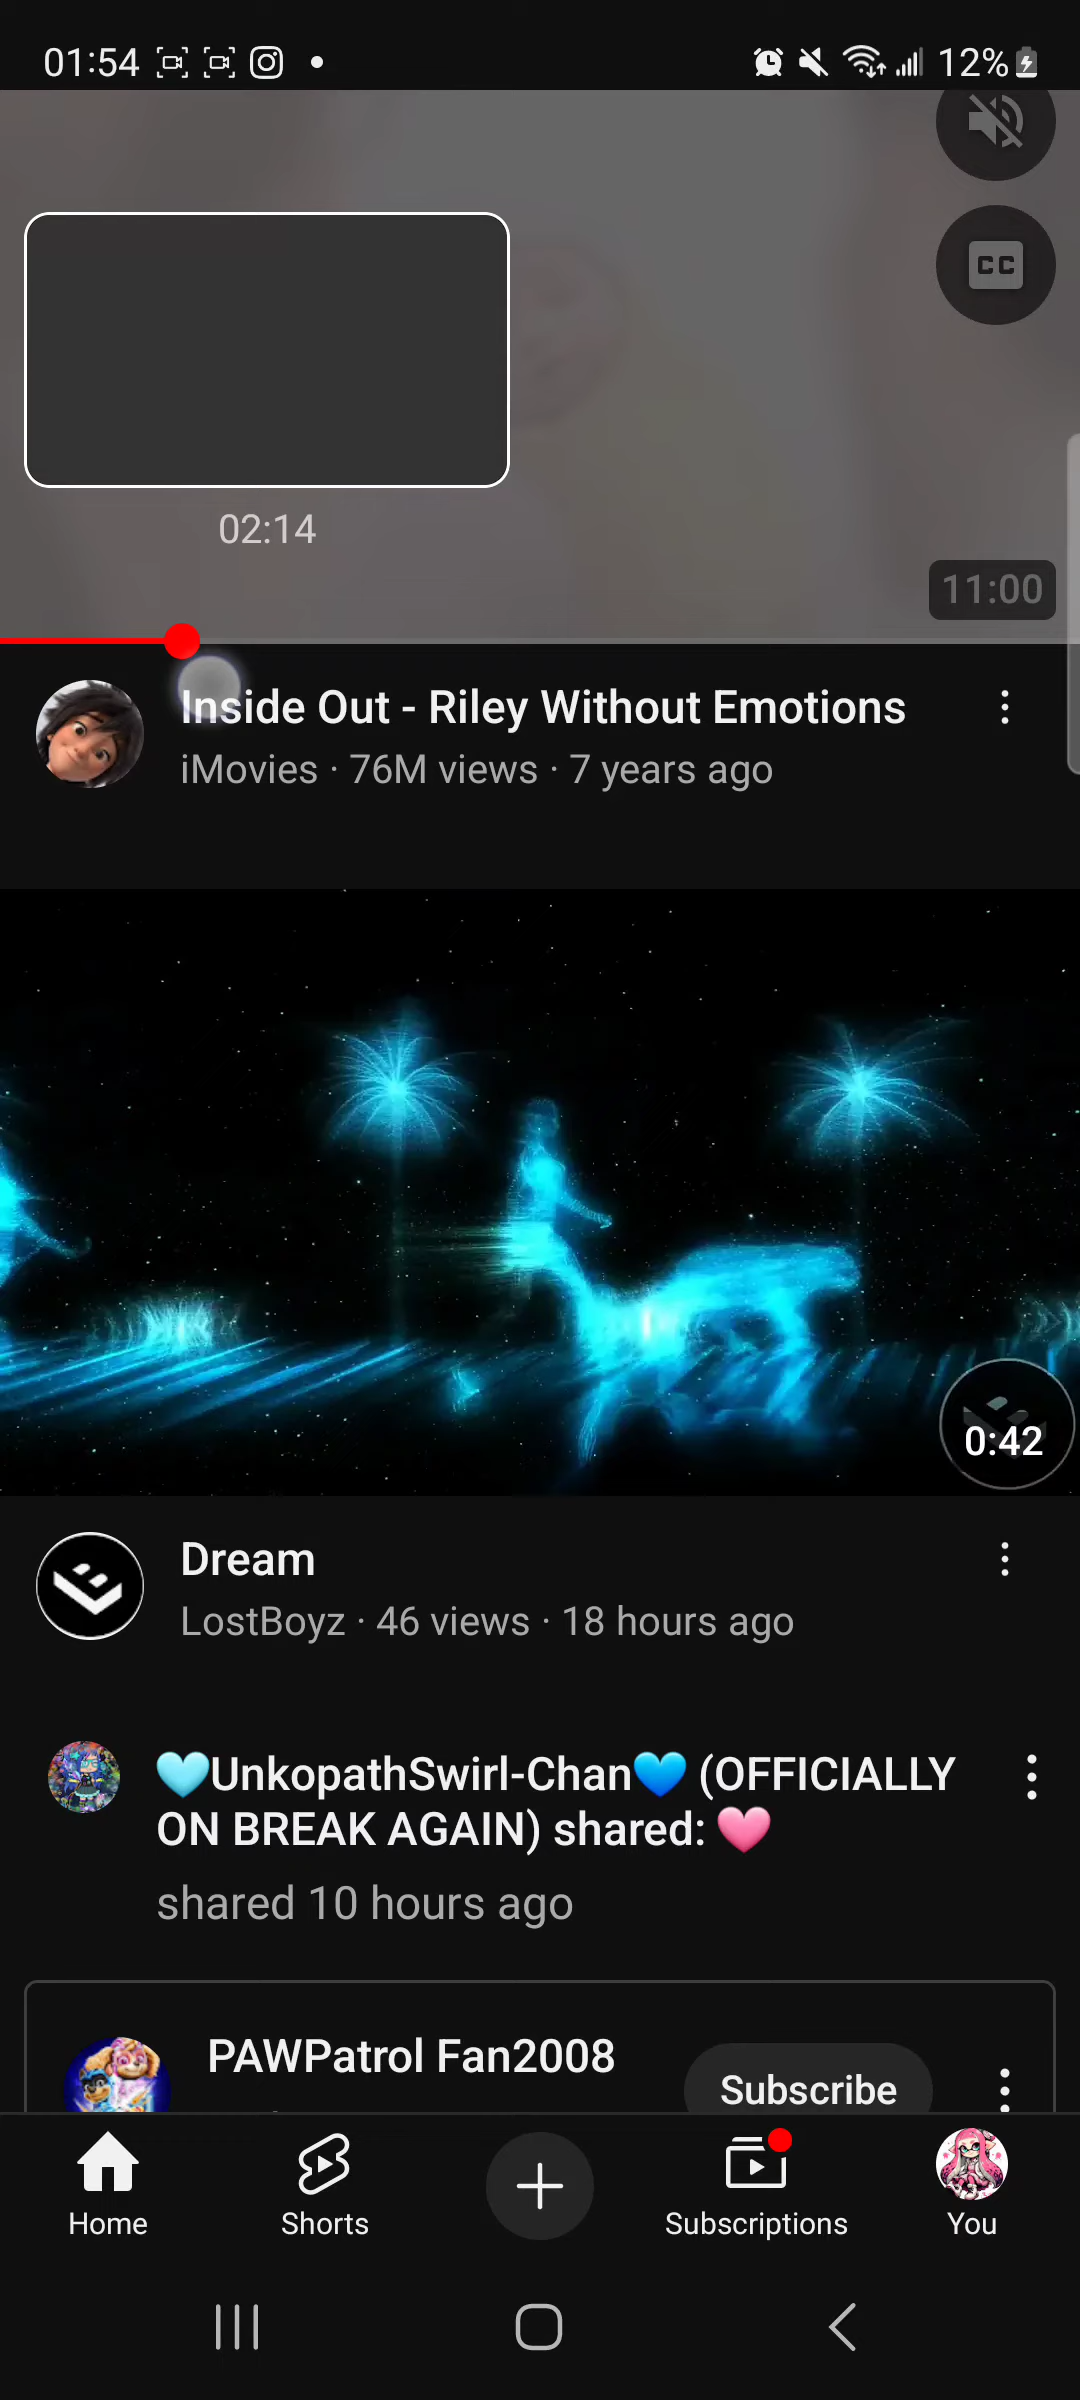 01:54
12%
CC
02:14
11:00
Inside Out - Riley Without Emotions
iMovies · 76M views · 7 years ago
0:42
Dream
LostBoyz · 46 views · 18 hours ago
🩵UnkopathSwirl-Chan💙 (OFFICIALLY
ON BREAK AGAIN) shared: 🩷
shared 10 hours ago
PAWPatrol Fan2008
Subscribe
Home
Shorts
Subscriptions
You